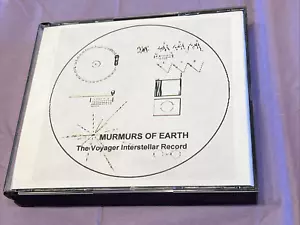 MURMURS OF EARTH
The Voyager Interstellar Record